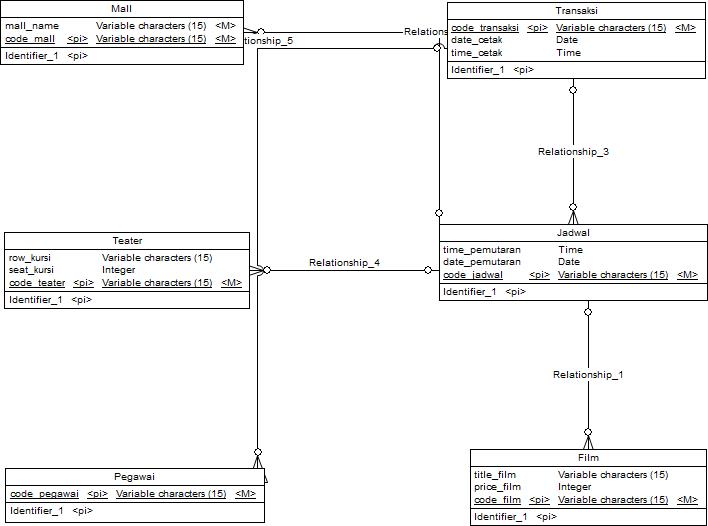 Mall
mall_name Variable characters (15) <M>
code_mall <pi> Variable characters (15) <M>
Identifier_1 <pi>
Transaksi
code_transaksi <pi> Variable characters (15) <M>
date_cetak Date
time_cetak Time
Identifier_1 <pi>
Relations
tionship_5
Relationship_3
Teater
row_kursi Variable characters (15)
seat_kursi Integer
code_teater <pi> Variable characters (15) <M>
Identifier_1 <pi>
Relationship_4
Jadwal
time_pemutaran Time
date_pemutaran Date
code_jadwal <pi> Variable characters (15) <M>
Identifier_1 <pi>
Relationship_1
Pegawai
code_pegawai <pi> Variable characters (15) <M>
Identifier_1 <pi>
Film
title_film Variable characters (15)
price_film Integer
code_film <pi> Variable characters (15) <M>
Identifier_1 <pi>